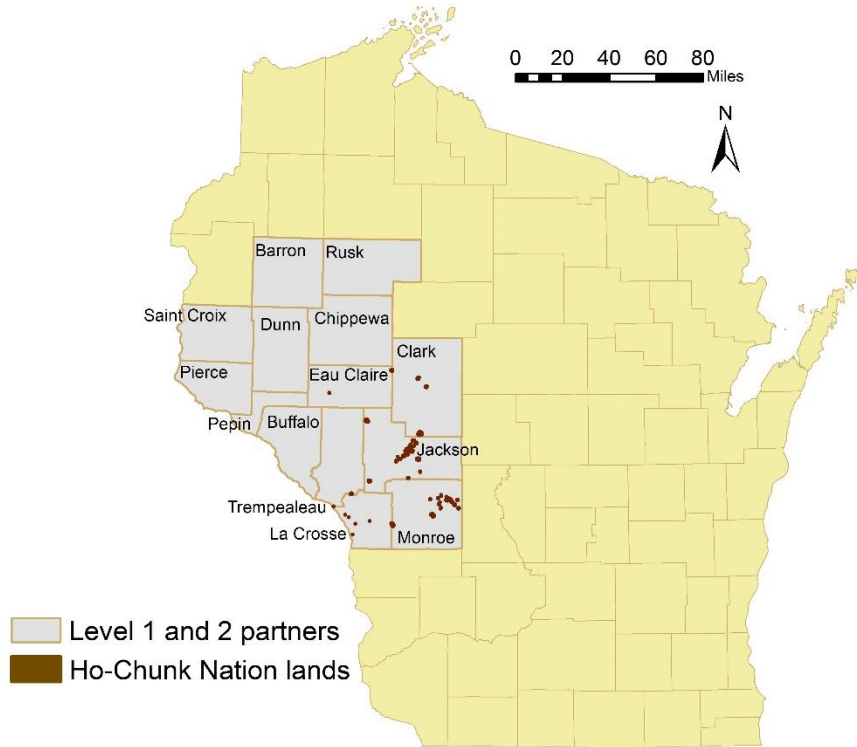 0 20 40 60 80
Miles
N
Barron
Rusk
Saint Croix
Dunn
Chippewa
Clark
Pierce
Eau Claire
Pepin
Buffalo
Jackson
Trempealeau
La Crosse
Monroe
Level 1 and 2 partners
Ho-Chunk Nation lands